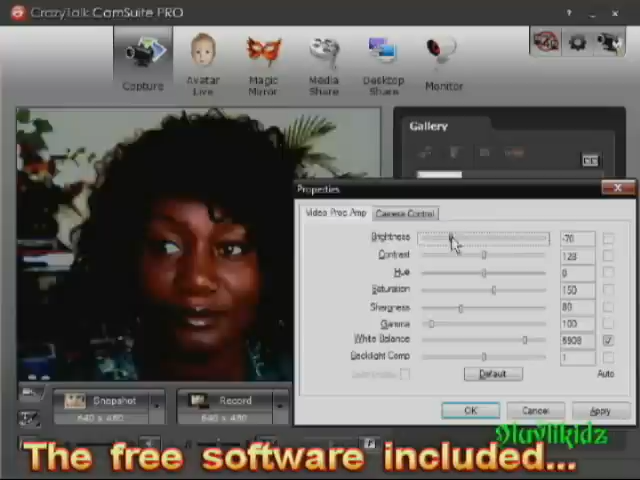 CrazyTalk CamSuite PRO
Capture
Avatar Live
Magic Mirror
Media Share
Desktop Share
Monitor
Gallery
Properties
Video Proc Amp
Camera Control
Brightness -70
Contrast 128
Hue 0
Saturation 150
Sharpness 80
Gamma 100
White Balance
Backlight Comp 1
Default
Auto
Snapshot
640 x 480
Record
640 x 480
OK
Cancel
Apply
The free software included...